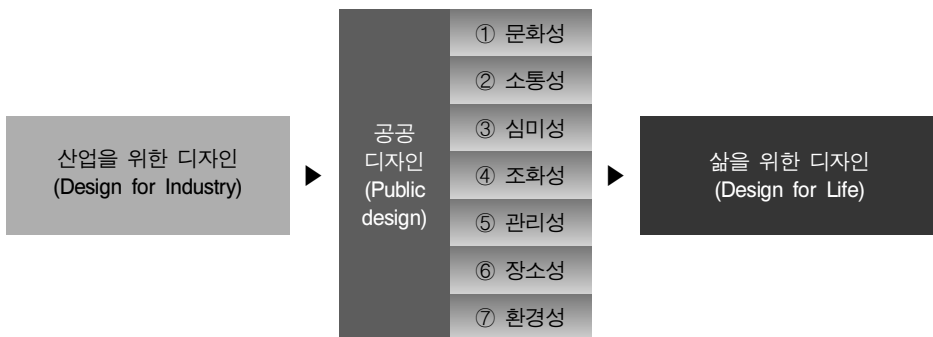 산업을 위한 디자인
(Design for Industry)
▶
공공
디자인
(Public
design)
① 문화성
② 소통성
③ 심미성
④ 조화성
⑤ 관리성
⑥ 장소성
⑦ 환경성
▶
삶을 위한 디자인
(Design for Life)